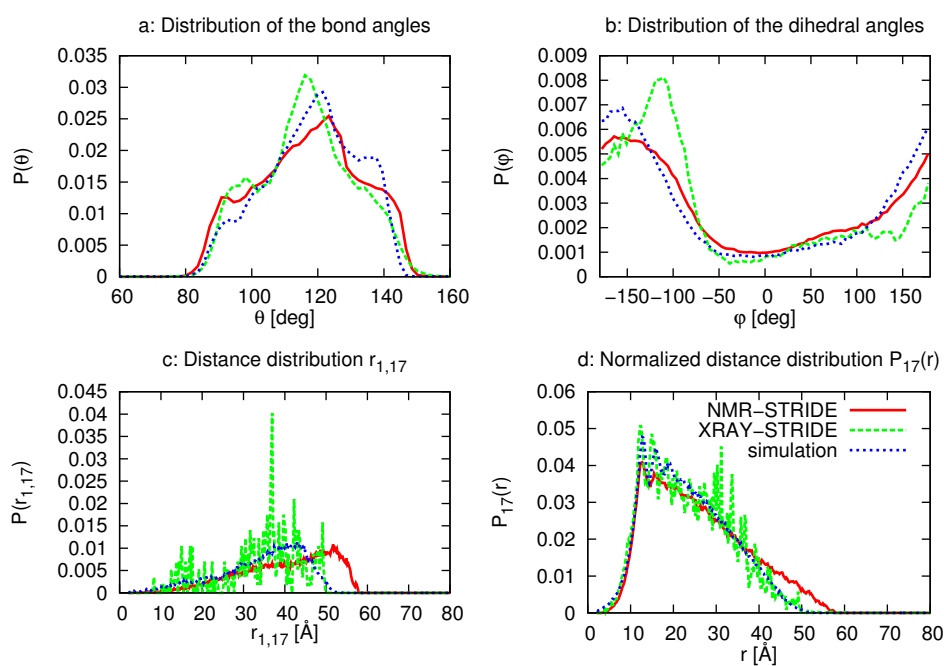 a: Distribution of the bond angles
P(θ)
0.035
0.03
0.025
0.02
0.015
0.01
0.005
0
60 80 100 120 140 160
θ [deg]
b: Distribution of the dihedral angles
P(φ)
0.009
0.008
0.007
0.006
0.005
0.004
0.003
0.002
0.001
0
−150 −100 −50 0 50 100 150
φ [deg]
c: Distance distribution r1,17
P(r1,17)
0.045
0.04
0.035
0.03
0.025
0.02
0.015
0.01
0.005
0
0 10 20 30 40 50 60 70 80
r1,17 [Å]
d: Normalized distance distribution P17(r)
P17(r)
0.06
0.05
0.04
0.03
0.02
0.01
0.00
NMR−STRIDE
XRAY−STRIDE
simulation
0 10 20 30 40 50 60 70 80
r [Å]